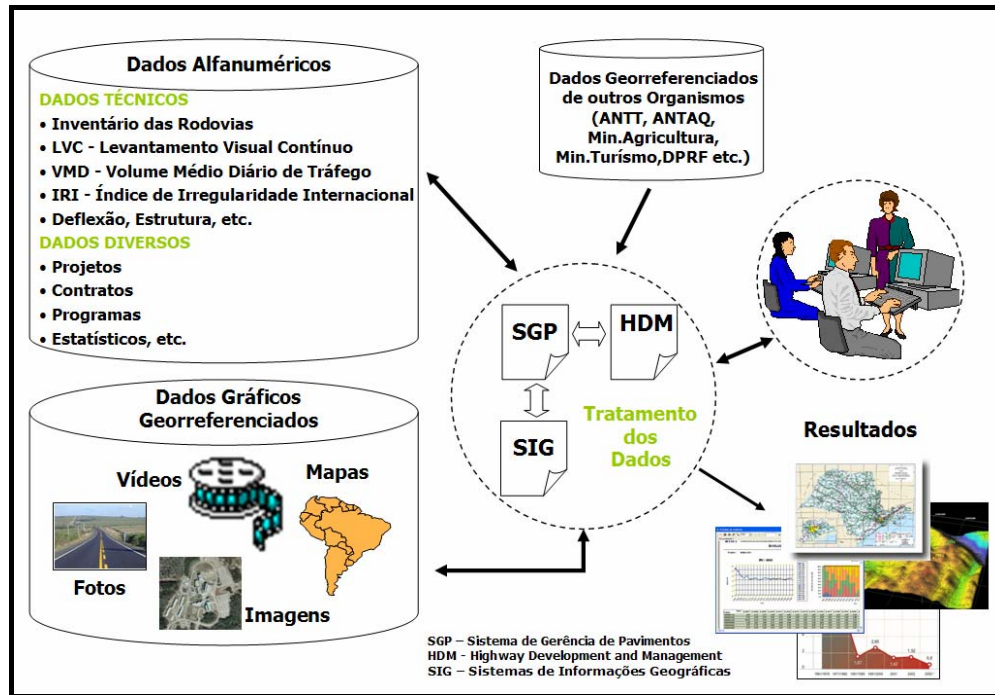 Dados Alfanuméricos
DADOS TÉCNICOS
• Inventário das Rodovias
• LVC - Levantamento Visual Contínuo
• VMD - Volume Médio Diário de Tráfego
• IRI - Índice de Irregularidade Internacional
• Deflexão, Estrutura, etc.
DADOS DIVERSOS
• Projetos
• Contratos
• Programas
• Estatísticos, etc.
Dados Georreferenciados
de outros Organismos
(ANTT, ANTAQ,
Min.Agricultura,
Min.Turísmo,DPRF etc.)
SGP
HDM
SIG
Tratamento
dos
Dados
Dados Gráficos
Georreferenciados
Vídeos
Mapas
Fotos
Imagens
Resultados
SGP – Sistema de Gerência de Pavimentos
HDM - Highway Development and Management
SIG – Sistemas de Informações Geográficas